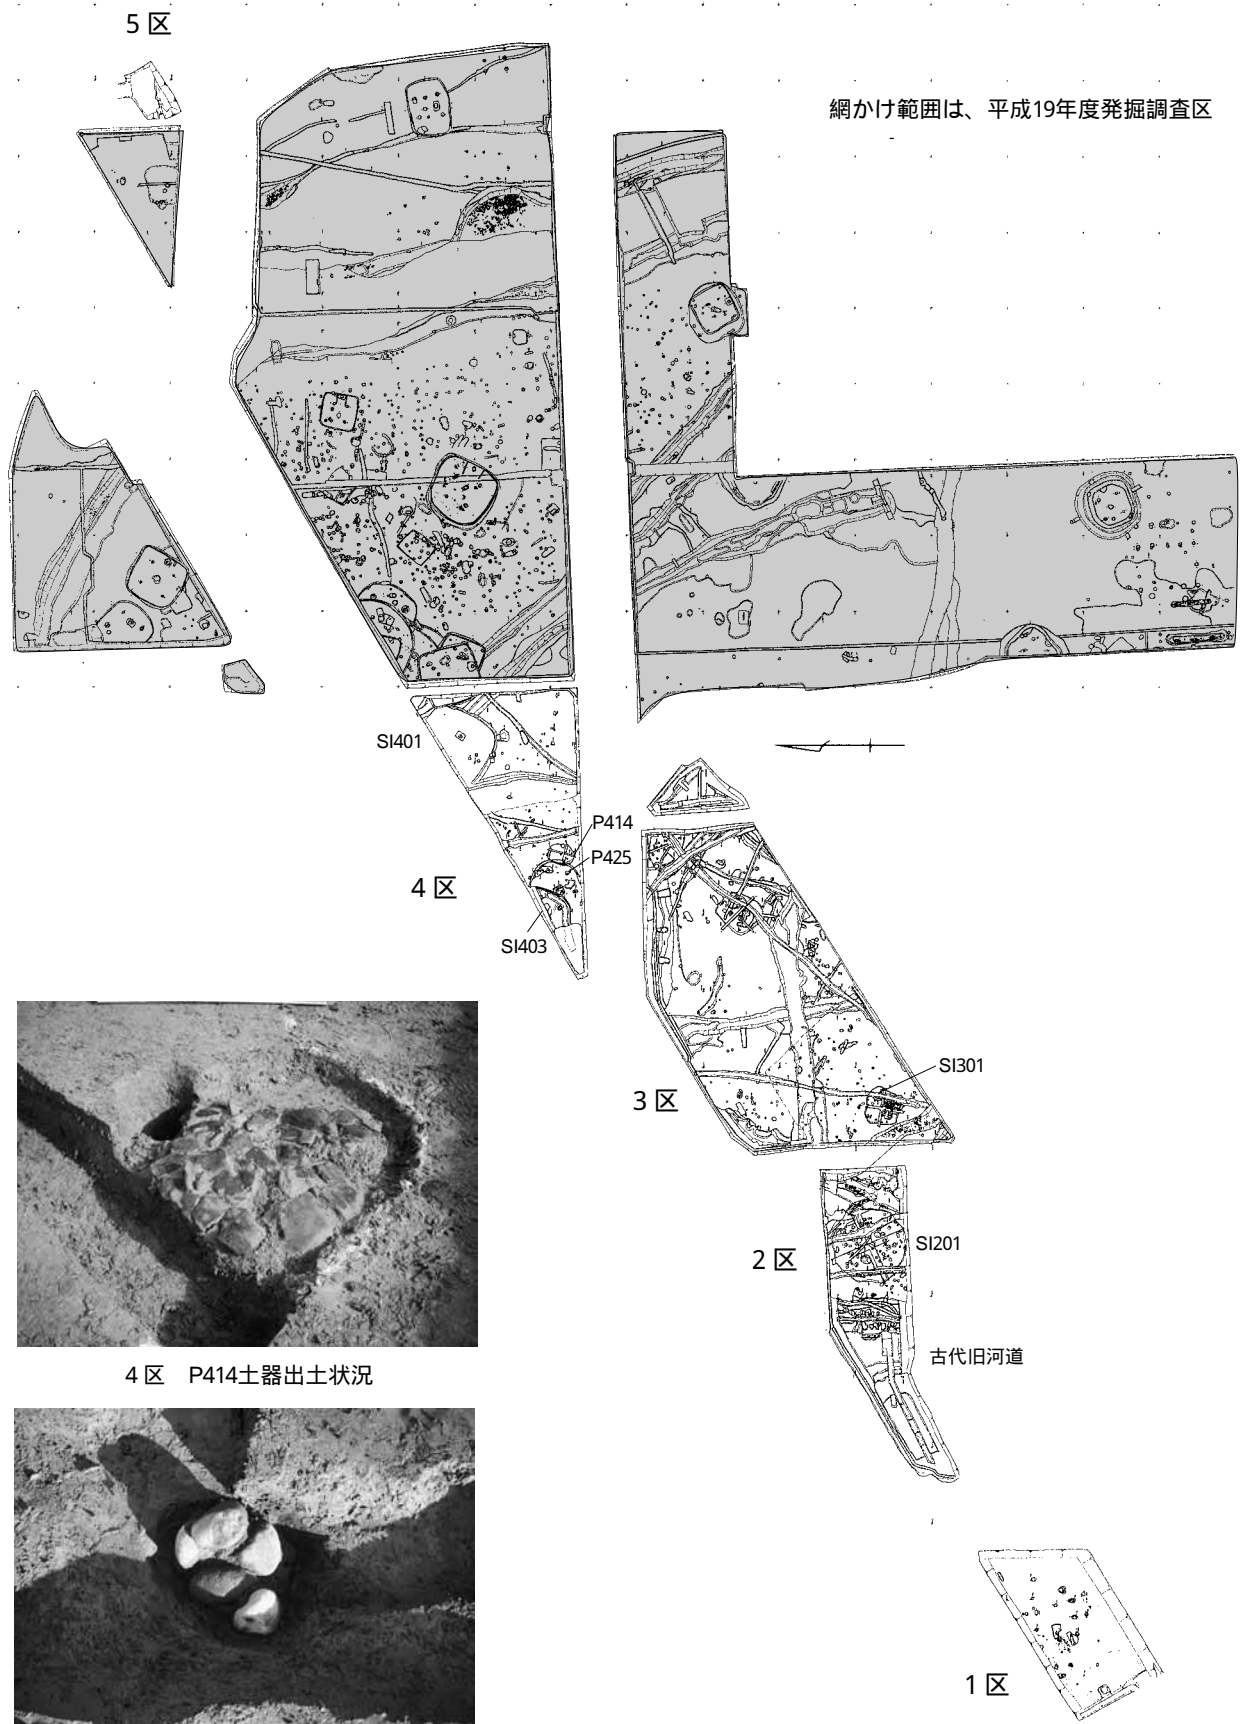 5 区
網かけ範囲は、平成19年度発掘調査区
SI401
P414
P425
4 区
SI403
SI301
3 区
SI201
2 区
古代旧河道
4 区　P414土器出土状況
1 区